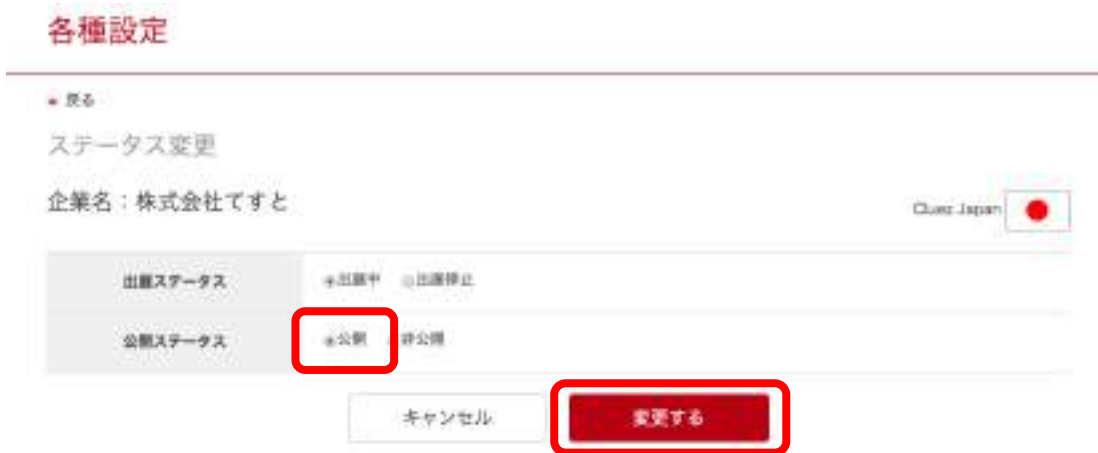 各種設定
戻る
ステータス変更
企業名：株式会社てすと
Cluez Japan
出展ステータス 出展中 出展停止
公開ステータス 公開 非公開
キャンセル 変更する